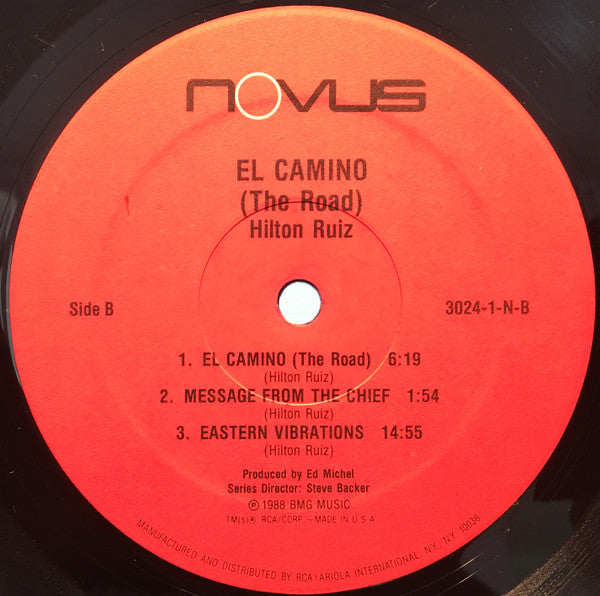 NOVUS
EL CAMINO
(The Road)
Hilton Ruiz
Side B
3024-1-N-B
1. EL CAMINO (The Road) 6:19
(Hilton Ruiz)
2. MESSAGE FROM THE CHIEF 1:54
(Hilton Ruiz)
3. EASTERN VIBRATIONS 14:55
(Hilton Ruiz)
Produced by Ed Michel
Series Director: Steve Backer
℗ 1988 BMG MUSIC
TM(s)® RCA/CORP — MADE IN U.S.A
MANUFACTURED AND DISTRIBUTED BY RCA/ARIOLA INTERNATIONAL, N.Y., N.Y. 10036